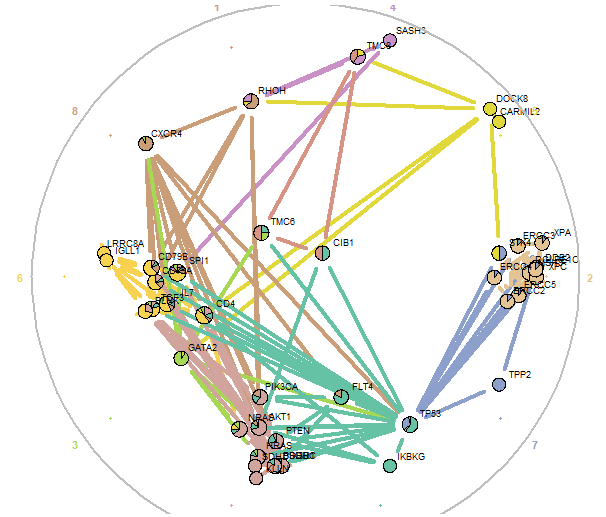 1
4
SASH3
TMC8
RHOH
DOCK8
CARMIL2
8
CXCR4
TMC6
CIB1
ERCC3
XPA
STK4
LRRC8A
IGLL1
CD79B
SPI1
DDB2
XPC
ERCC4
6
2
IL7
ERCC5
ERCC2
TCF3
CD4
GATA2
TPP2
PIK3CA
FLT4
TP53
NRAS
AKT1
PTEN
3
7
HRAS
IKBKG